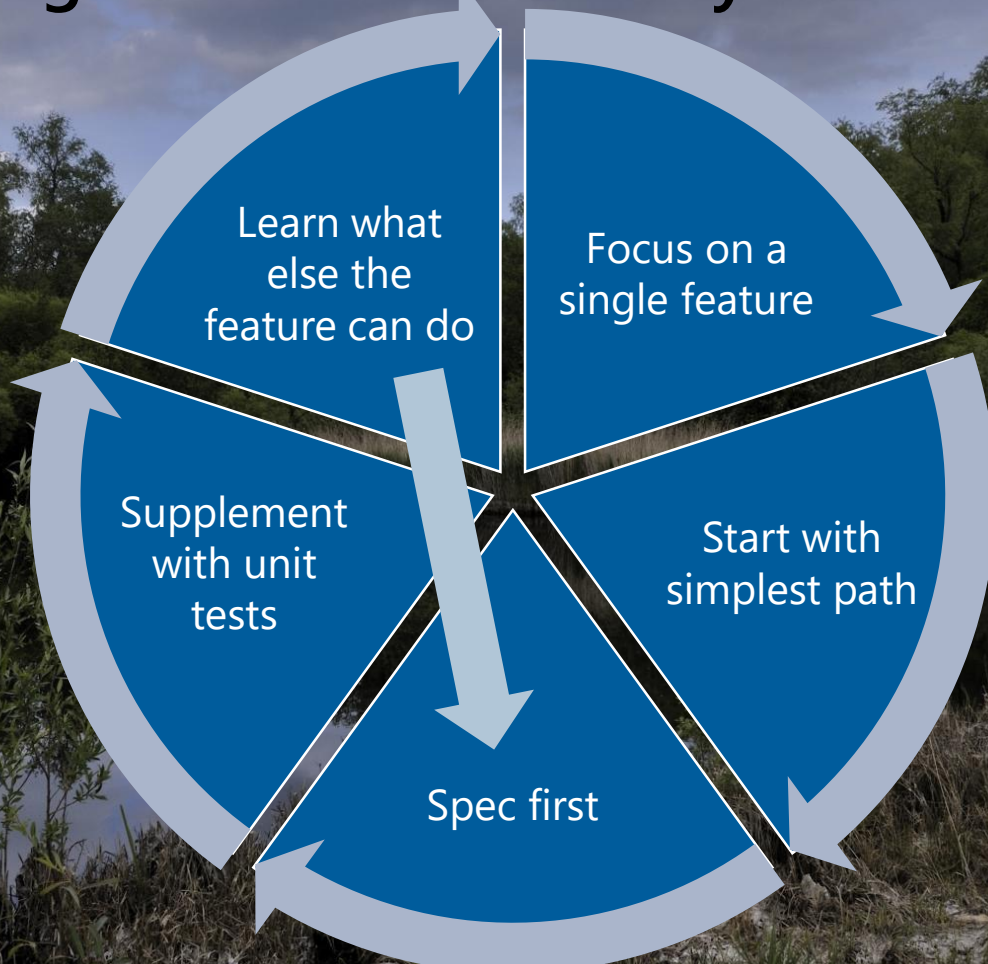 Focus on a
single feature
Start with
simplest path
Spec first
Supplement
with unit
tests
Learn what
else the
feature can do